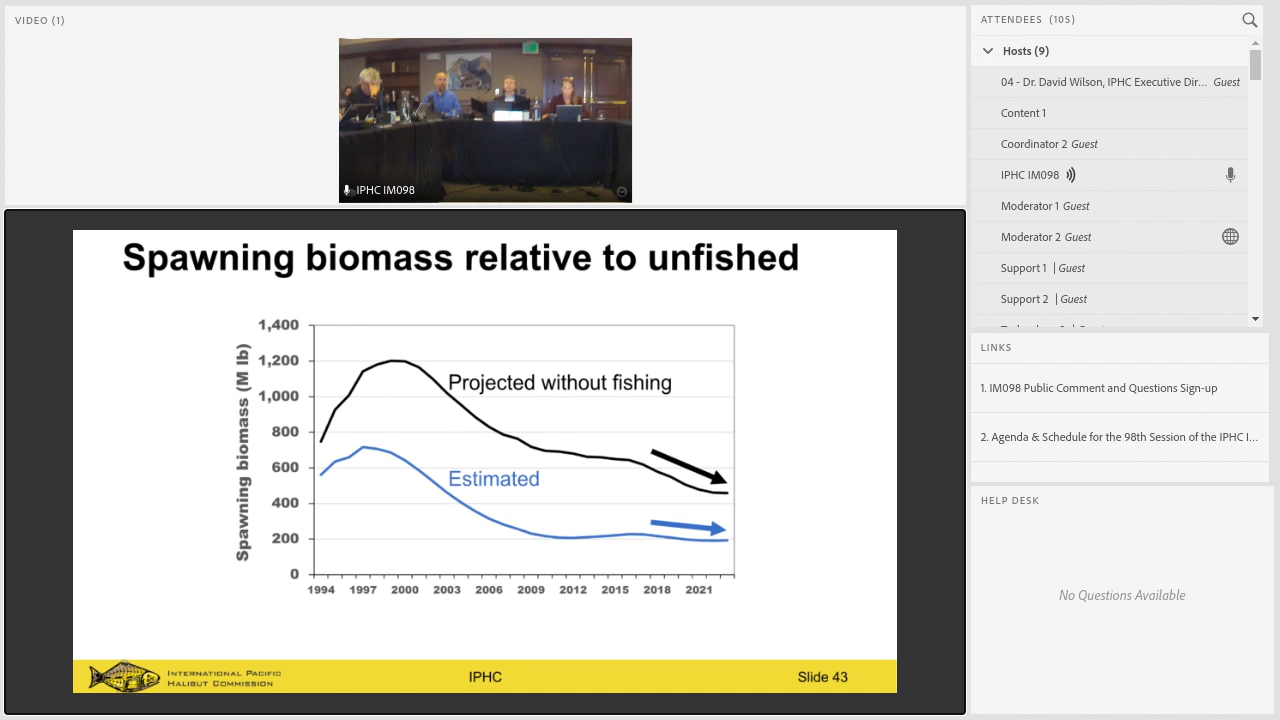 VIDEO (1)
IPHC IM098
Spawning biomass relative to unfished
Spawning biomass (M lb)
1,400
1,200
1,000
800
600
400
200
0
Projected without fishing
Estimated
1994 1997 2000 2003 2006 2009 2012 2015 2018 2021
INTERNATIONAL PACIFIC
HALIBUT COMMISSION
IPHC
Slide 43
ATTENDEES (105)
Hosts (9)
04 - Dr. David Wilson, IPHC Executive Dir... Guest
Content 1
Coordinator 2 Guest
IPHC IM098
Moderator 1 Guest
Moderator 2 Guest
Support 1 | Guest
Support 2 | Guest
LINKS
1. IM098 Public Comment and Questions Sign-up
2. Agenda & Schedule for the 98th Session of the IPHC I...
HELP DESK
No Questions Available